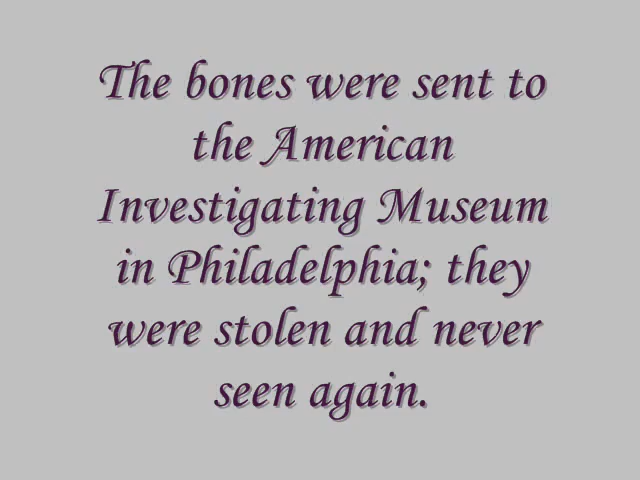 The bones were sent to
the American
Investigating Museum
in Philadelphia; they
were stolen and never
seen again.